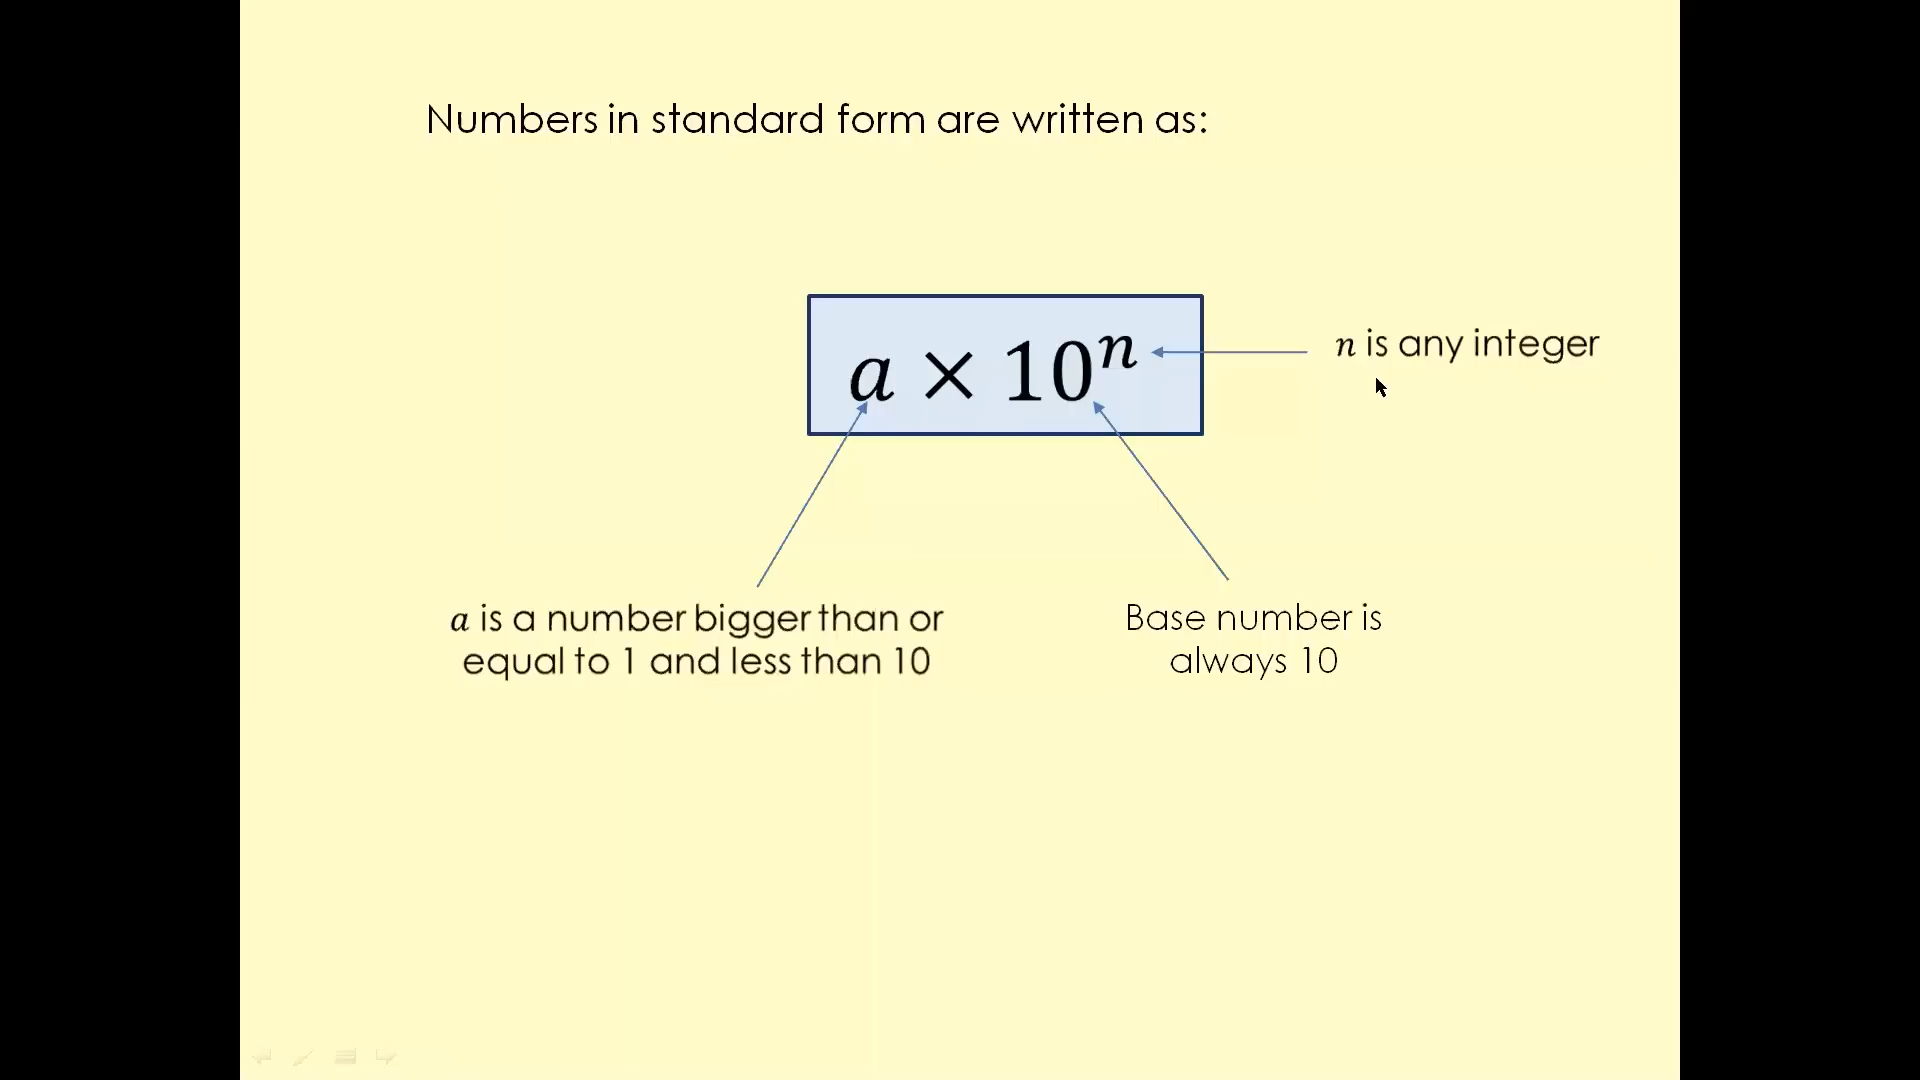 Numbers in standard form are written as:
a × 10ⁿ
n is any integer
a is a number bigger than or
equal to 1 and less than 10
Base number is
always 10